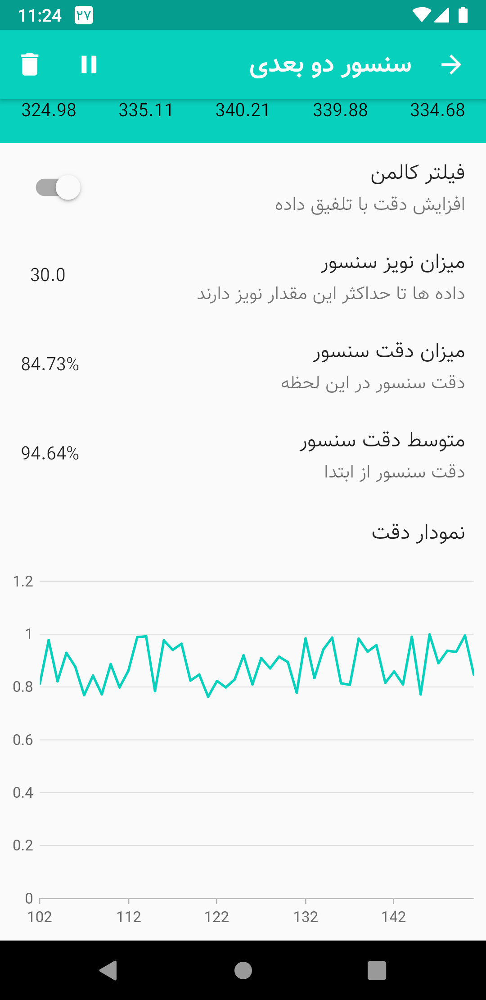 11:24 ۲۷
سنسور دو بعدی
324.98 335.11 340.21 339.88 334.68
فیلتر کالمن
افزایش دقت با تلفیق داده
میزان نویز سنسور
داده ها تا حداکثر این مقدار نویز دارند
30.0
میزان دقت سنسور
دقت سنسور در این لحظه
84.73%
متوسط دقت سنسور
دقت سنسور از ابتدا
94.64%
نمودار دقت
1.2
1
0.8
0.6
0.4
0.2
0
102 112 122 132 142